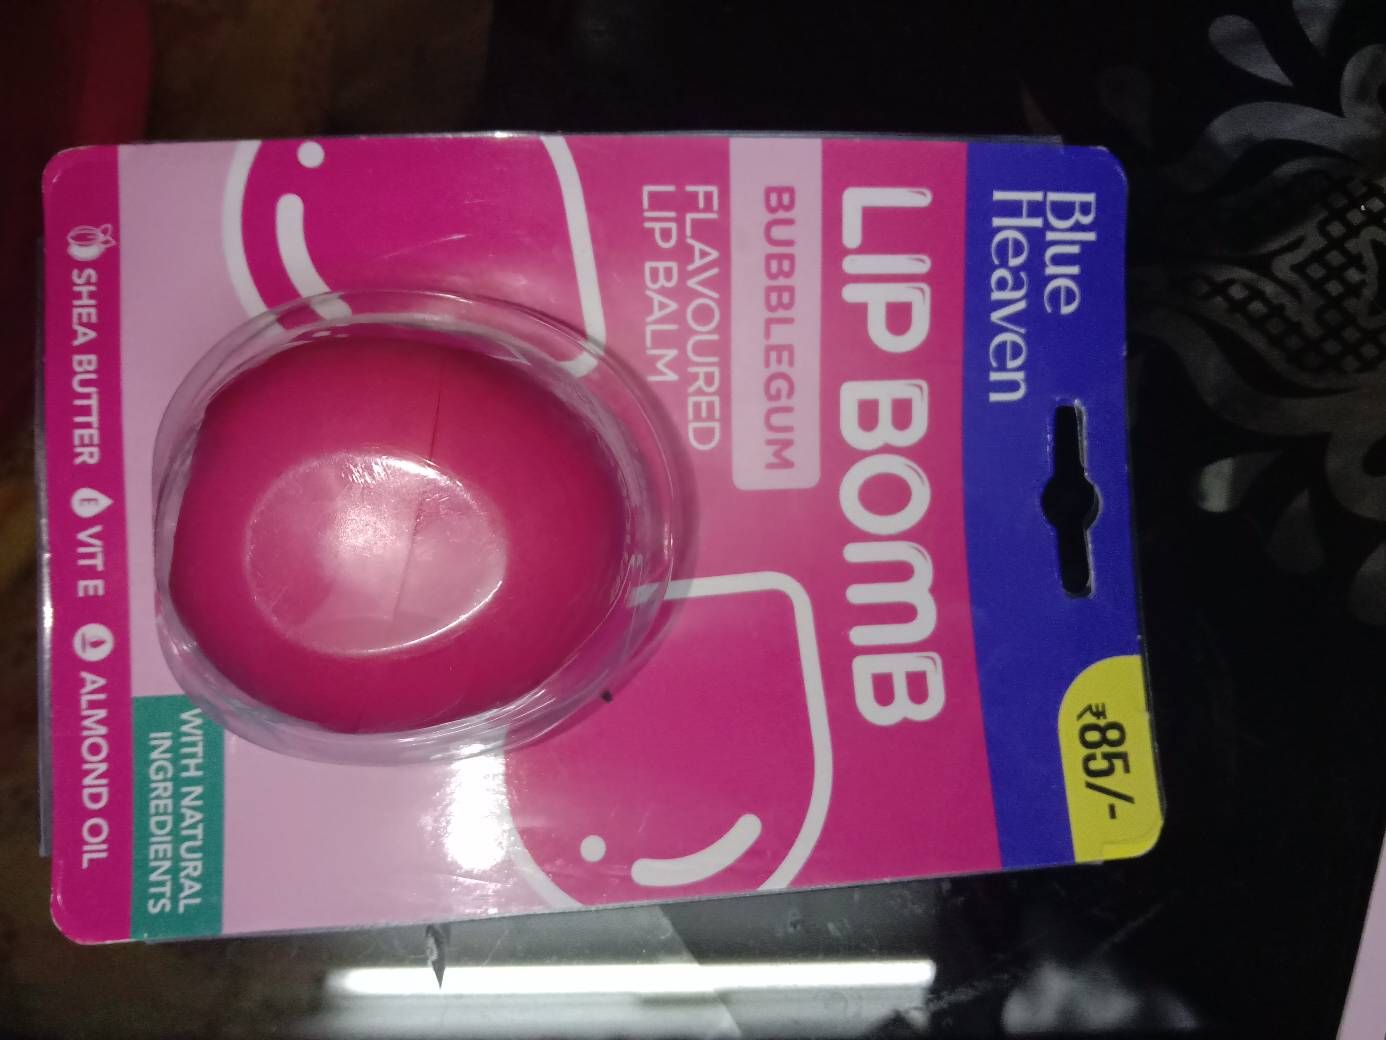 Blue
Heaven
₹85/-
LIP BOMB
BUBBLEGUM
FLAVOURED
LIP BALM
WITH NATURAL
INGREDIENTS
SHEA BUTTER E VIT E ALMOND OIL